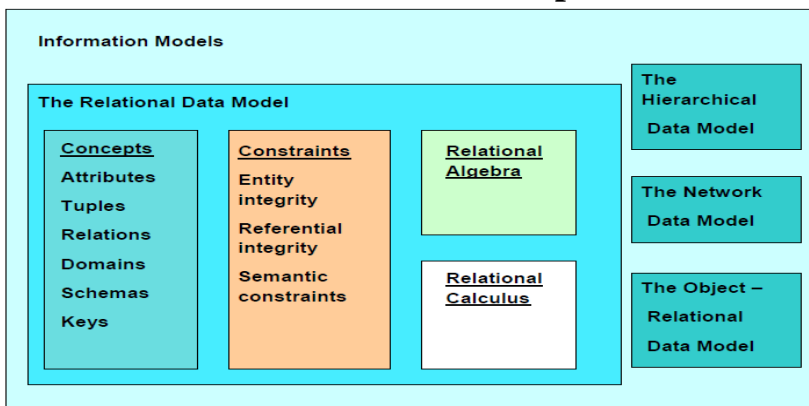 Information Models
The Relational Data Model
Concepts
Attributes
Tuples
Relations
Domains
Schemas
Keys
Constraints
Entity
integrity
Referential
integrity
Semantic
constraints
Relational
Algebra
Relational
Calculus
The
Hierarchical
Data Model
The Network
Data Model
The Object –
Relational
Data Model